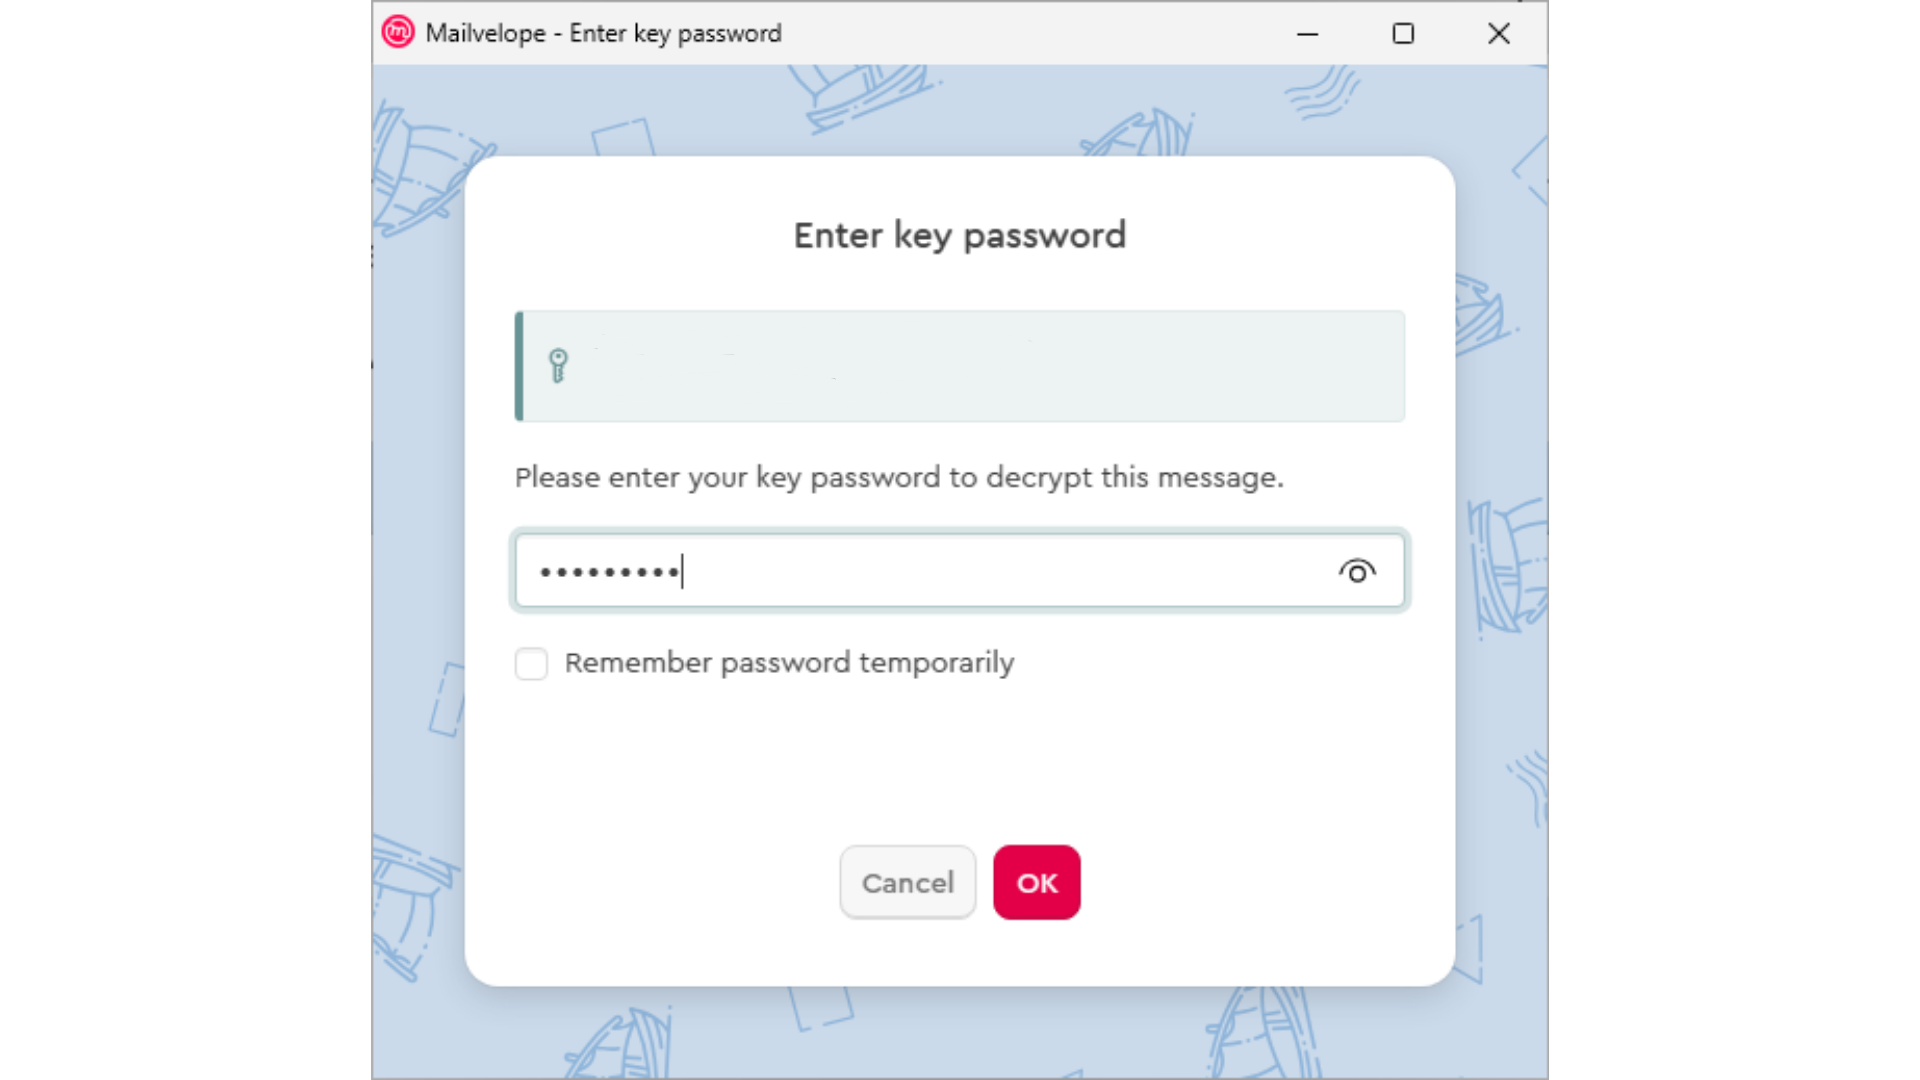 Mailvelope - Enter key password
Enter key password
Please enter your key password to decrypt this message.
•••••••••
Remember password temporarily
Cancel
OK